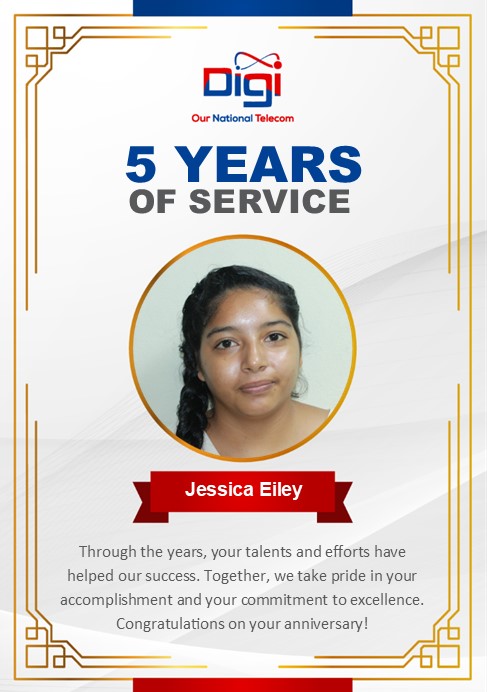 Digi
Our National Telecom
5 YEARS
OF SERVICE
Jessica Eiley
Through the years, your talents and efforts have
helped our success. Together, we take pride in your
accomplishment and your commitment to excellence.
Congratulations on your anniversary!